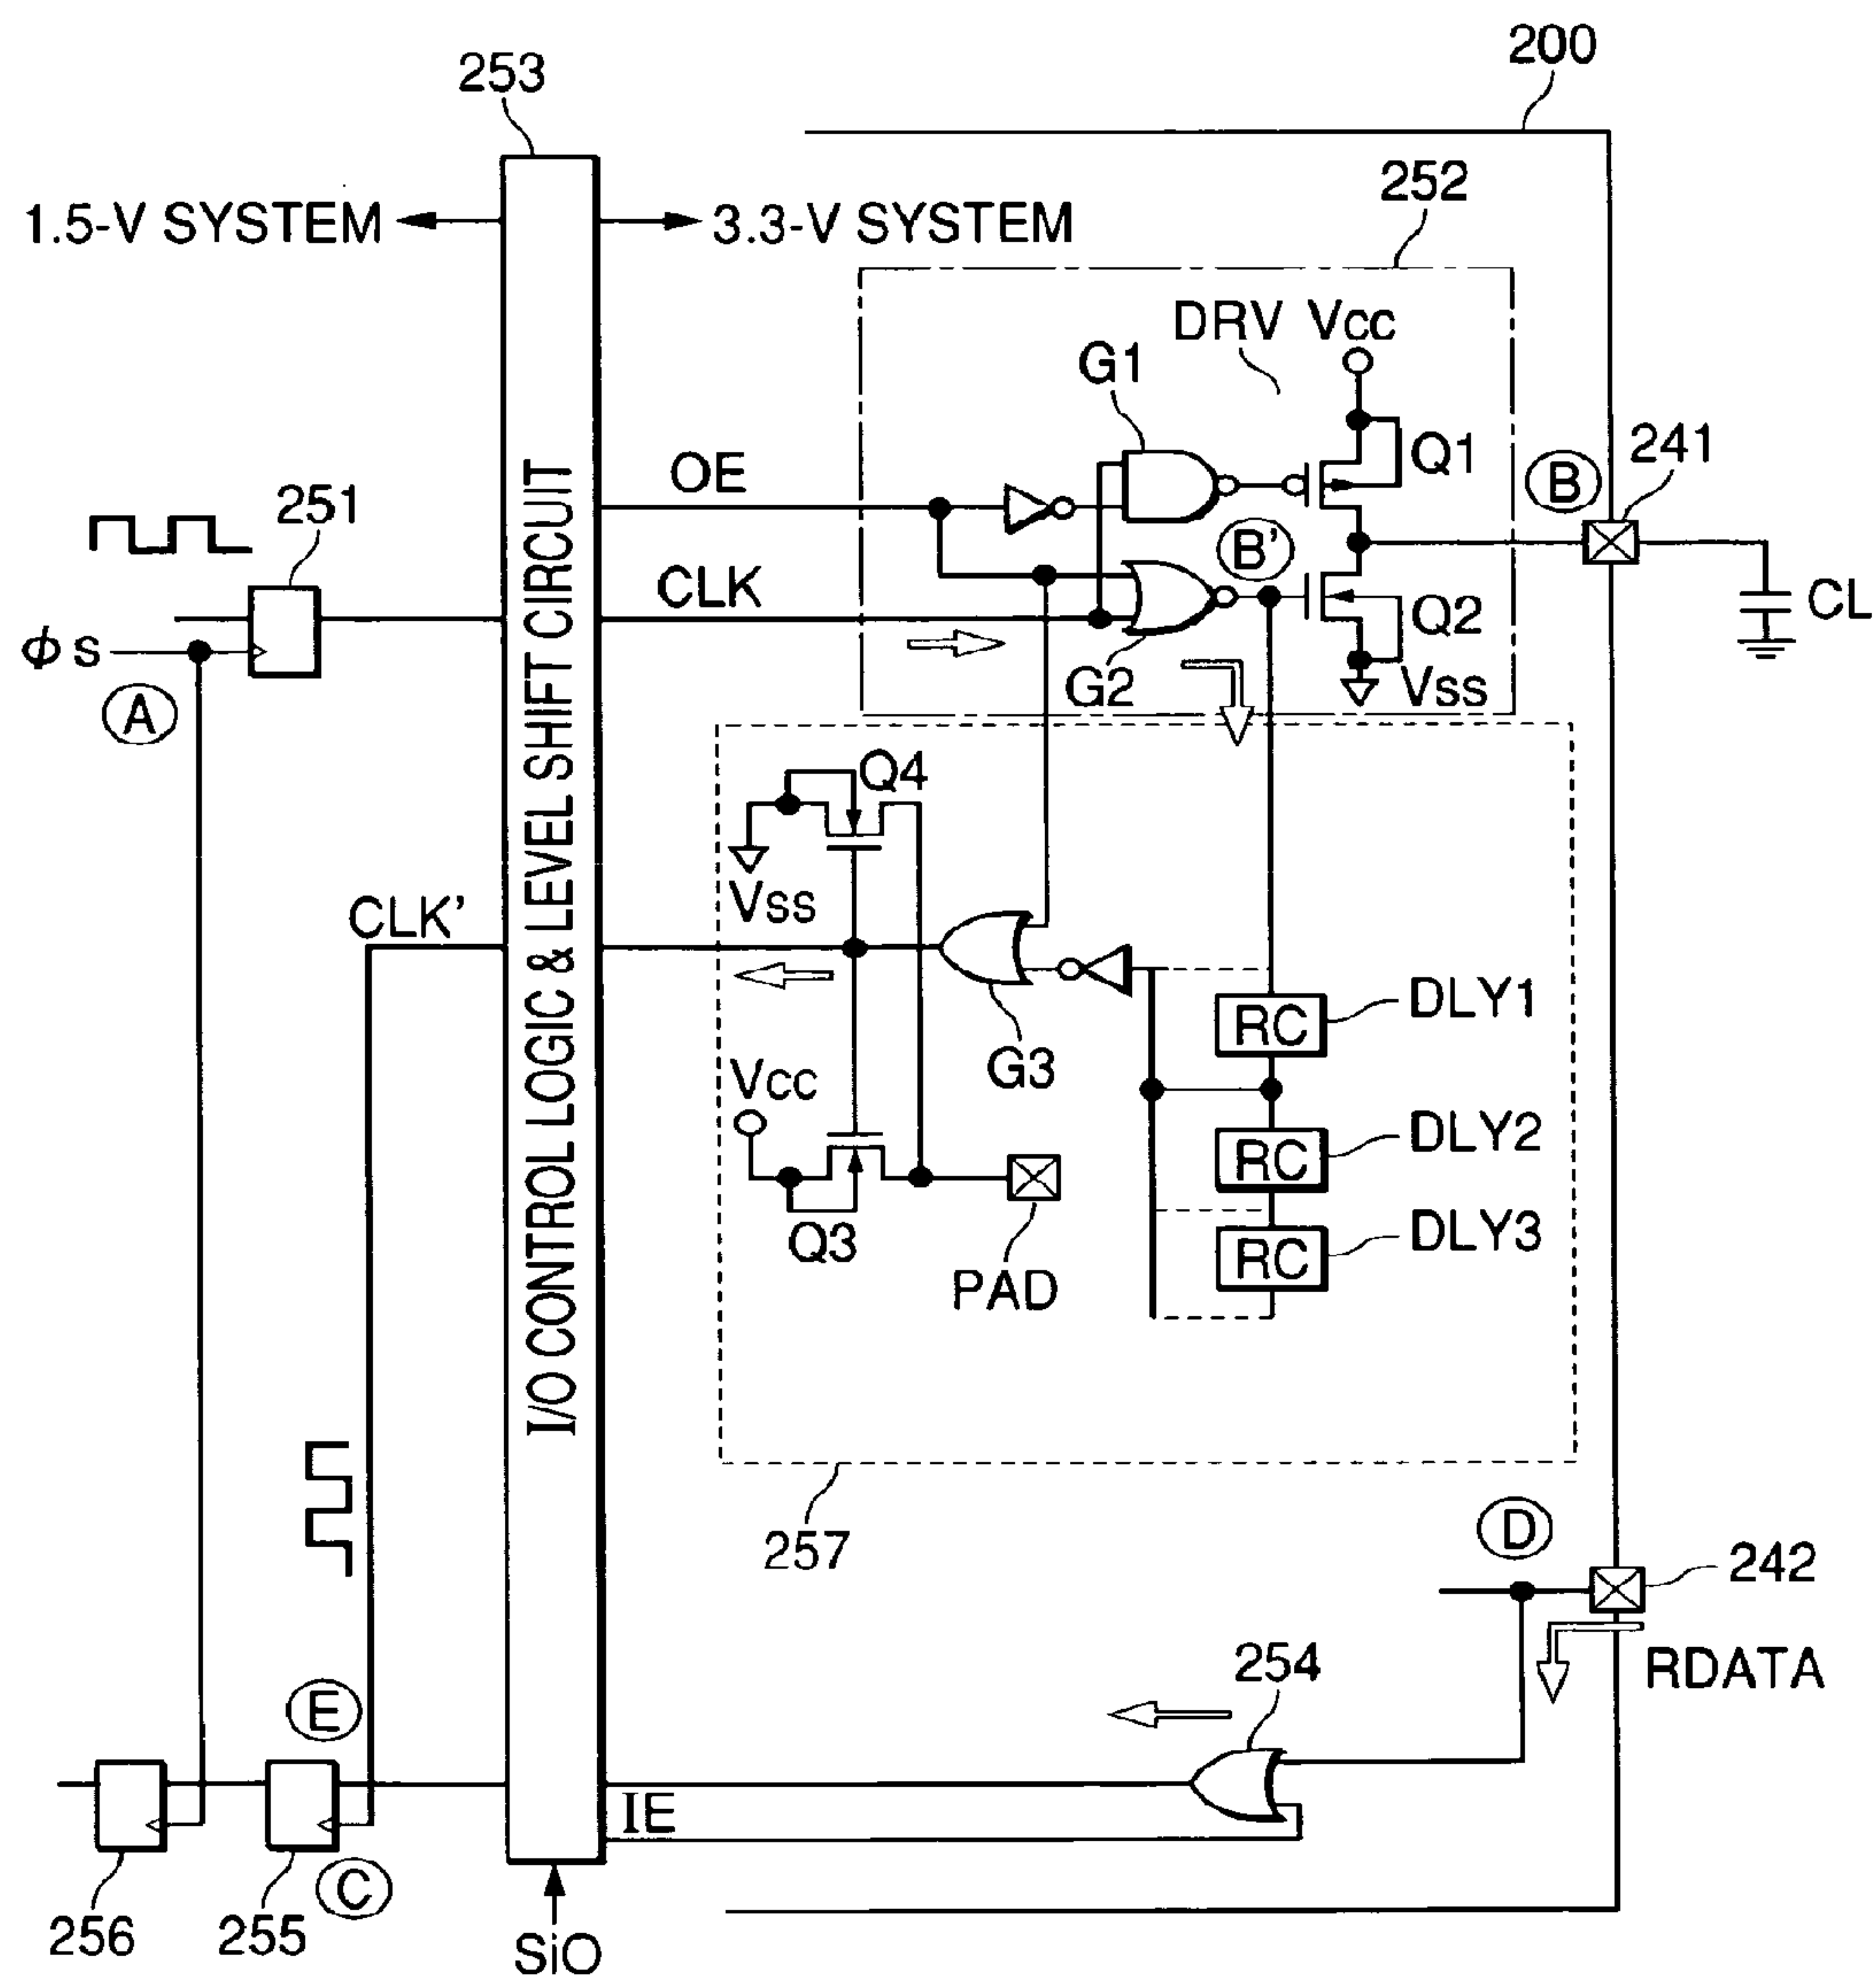 200
253
252
1.5-V SYSTEM
3.3-V SYSTEM
DRV
Vcc
G1
241
Q1
B
OE
251
B'
CLK
CL
Q2
ϕs
A
G2
Vss
Q4
Vss
CLK'
DLY1
RC
G3
Vcc
DLY2
RC
DLY3
RC
Q3
PAD
I/O CONTROL LOGIC & LEVEL SHIFT CIRCUIT
257
D
242
254
RDATA
E
IE
C
256
255
SiO